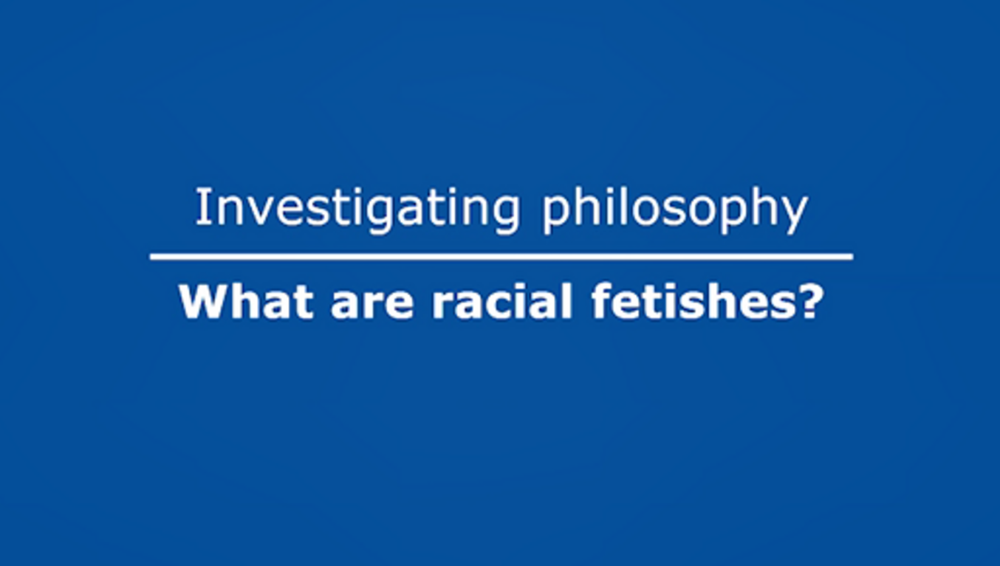 Investigating philosophy
What are racial fetishes?